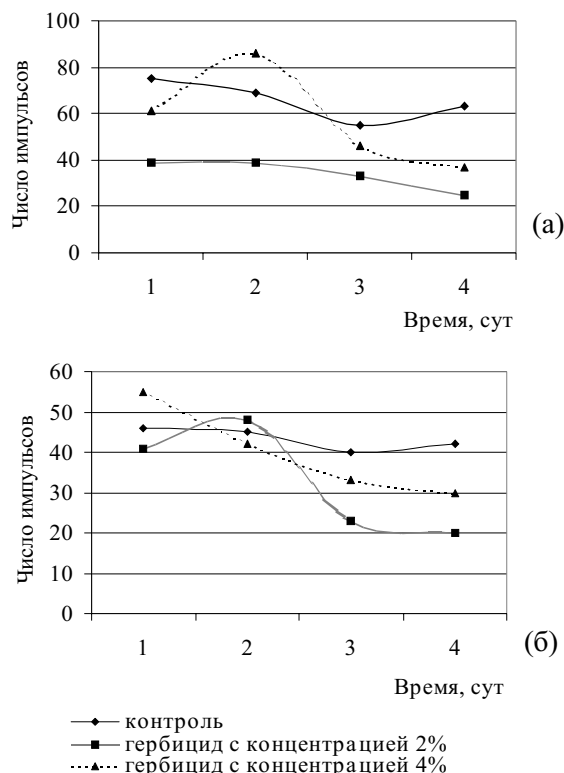 100
80
60
40
20
0
Число импульсов
1 2 3 4
Время, сут
(а)
60
50
40
30
20
10
0
Число импульсов
1 2 3 4
Время, сут
(б)
контроль
гербицид с концентрацией 2%
гербицид с концентрацией 4%